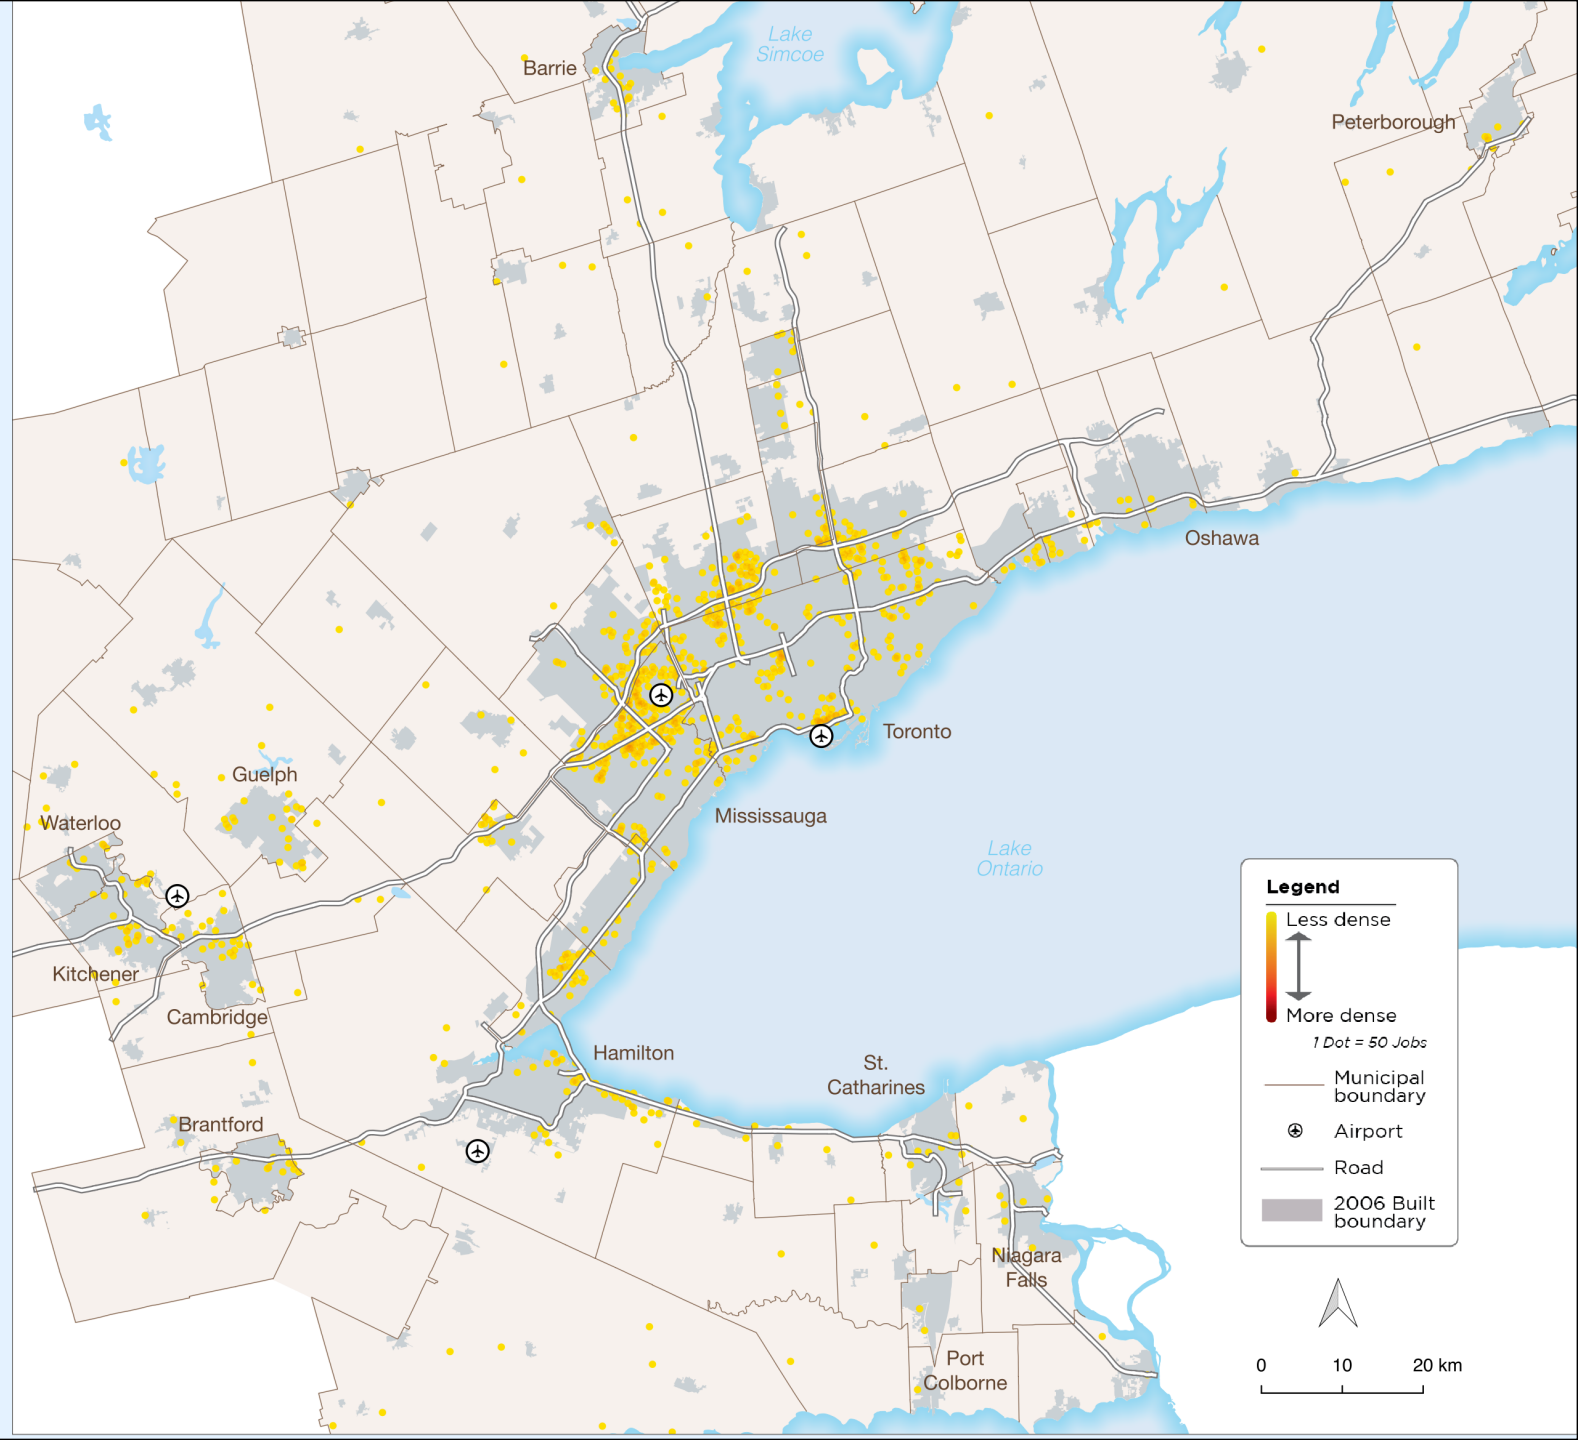 Lake
Simcoe
Barrie
Peterborough
Oshawa
Toronto
Guelph
Waterloo
Mississauga
Lake
Ontario
Kitchener
Cambridge
Hamilton
St.
Catharines
Brantford
Niagara
Falls
Port
Colborne
Legend
Less dense
More dense
1 Dot = 50 Jobs
Municipal
boundary
Airport
Road
2006 Built
boundary
0 10 20 km